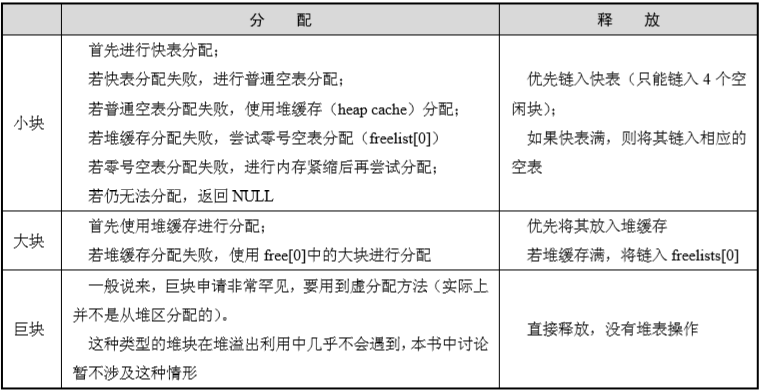 分 配
释 放
小块
首先进行快表分配；
若快表分配失败，进行普通空表分配；
若普通空表分配失败，使用堆缓存（heap cache）分配；
若堆缓存分配失败，尝试零号空表分配（freelist[0]）
若零号空表分配失败，进行内存紧缩后再尝试分配；
若仍无法分配，返回 NULL
优先链入快表（只能链入 4 个空
闲块）；
如果快表满，则将其链入相应的
空表
大块
首先使用堆缓存进行分配；
若堆缓存分配失败，使用 free[0]中的大块进行分配
优先将其放入堆缓存
若堆缓存满，将链入 freelists[0]
巨块
一般说来，巨块申请非常罕见，要用到虚分配方法（实际上
并不是从堆区分配的）。
这种类型的堆块在堆溢出利用中几乎不会遇到，本书中讨论
暂不涉及这种情形
直接释放，没有堆表操作